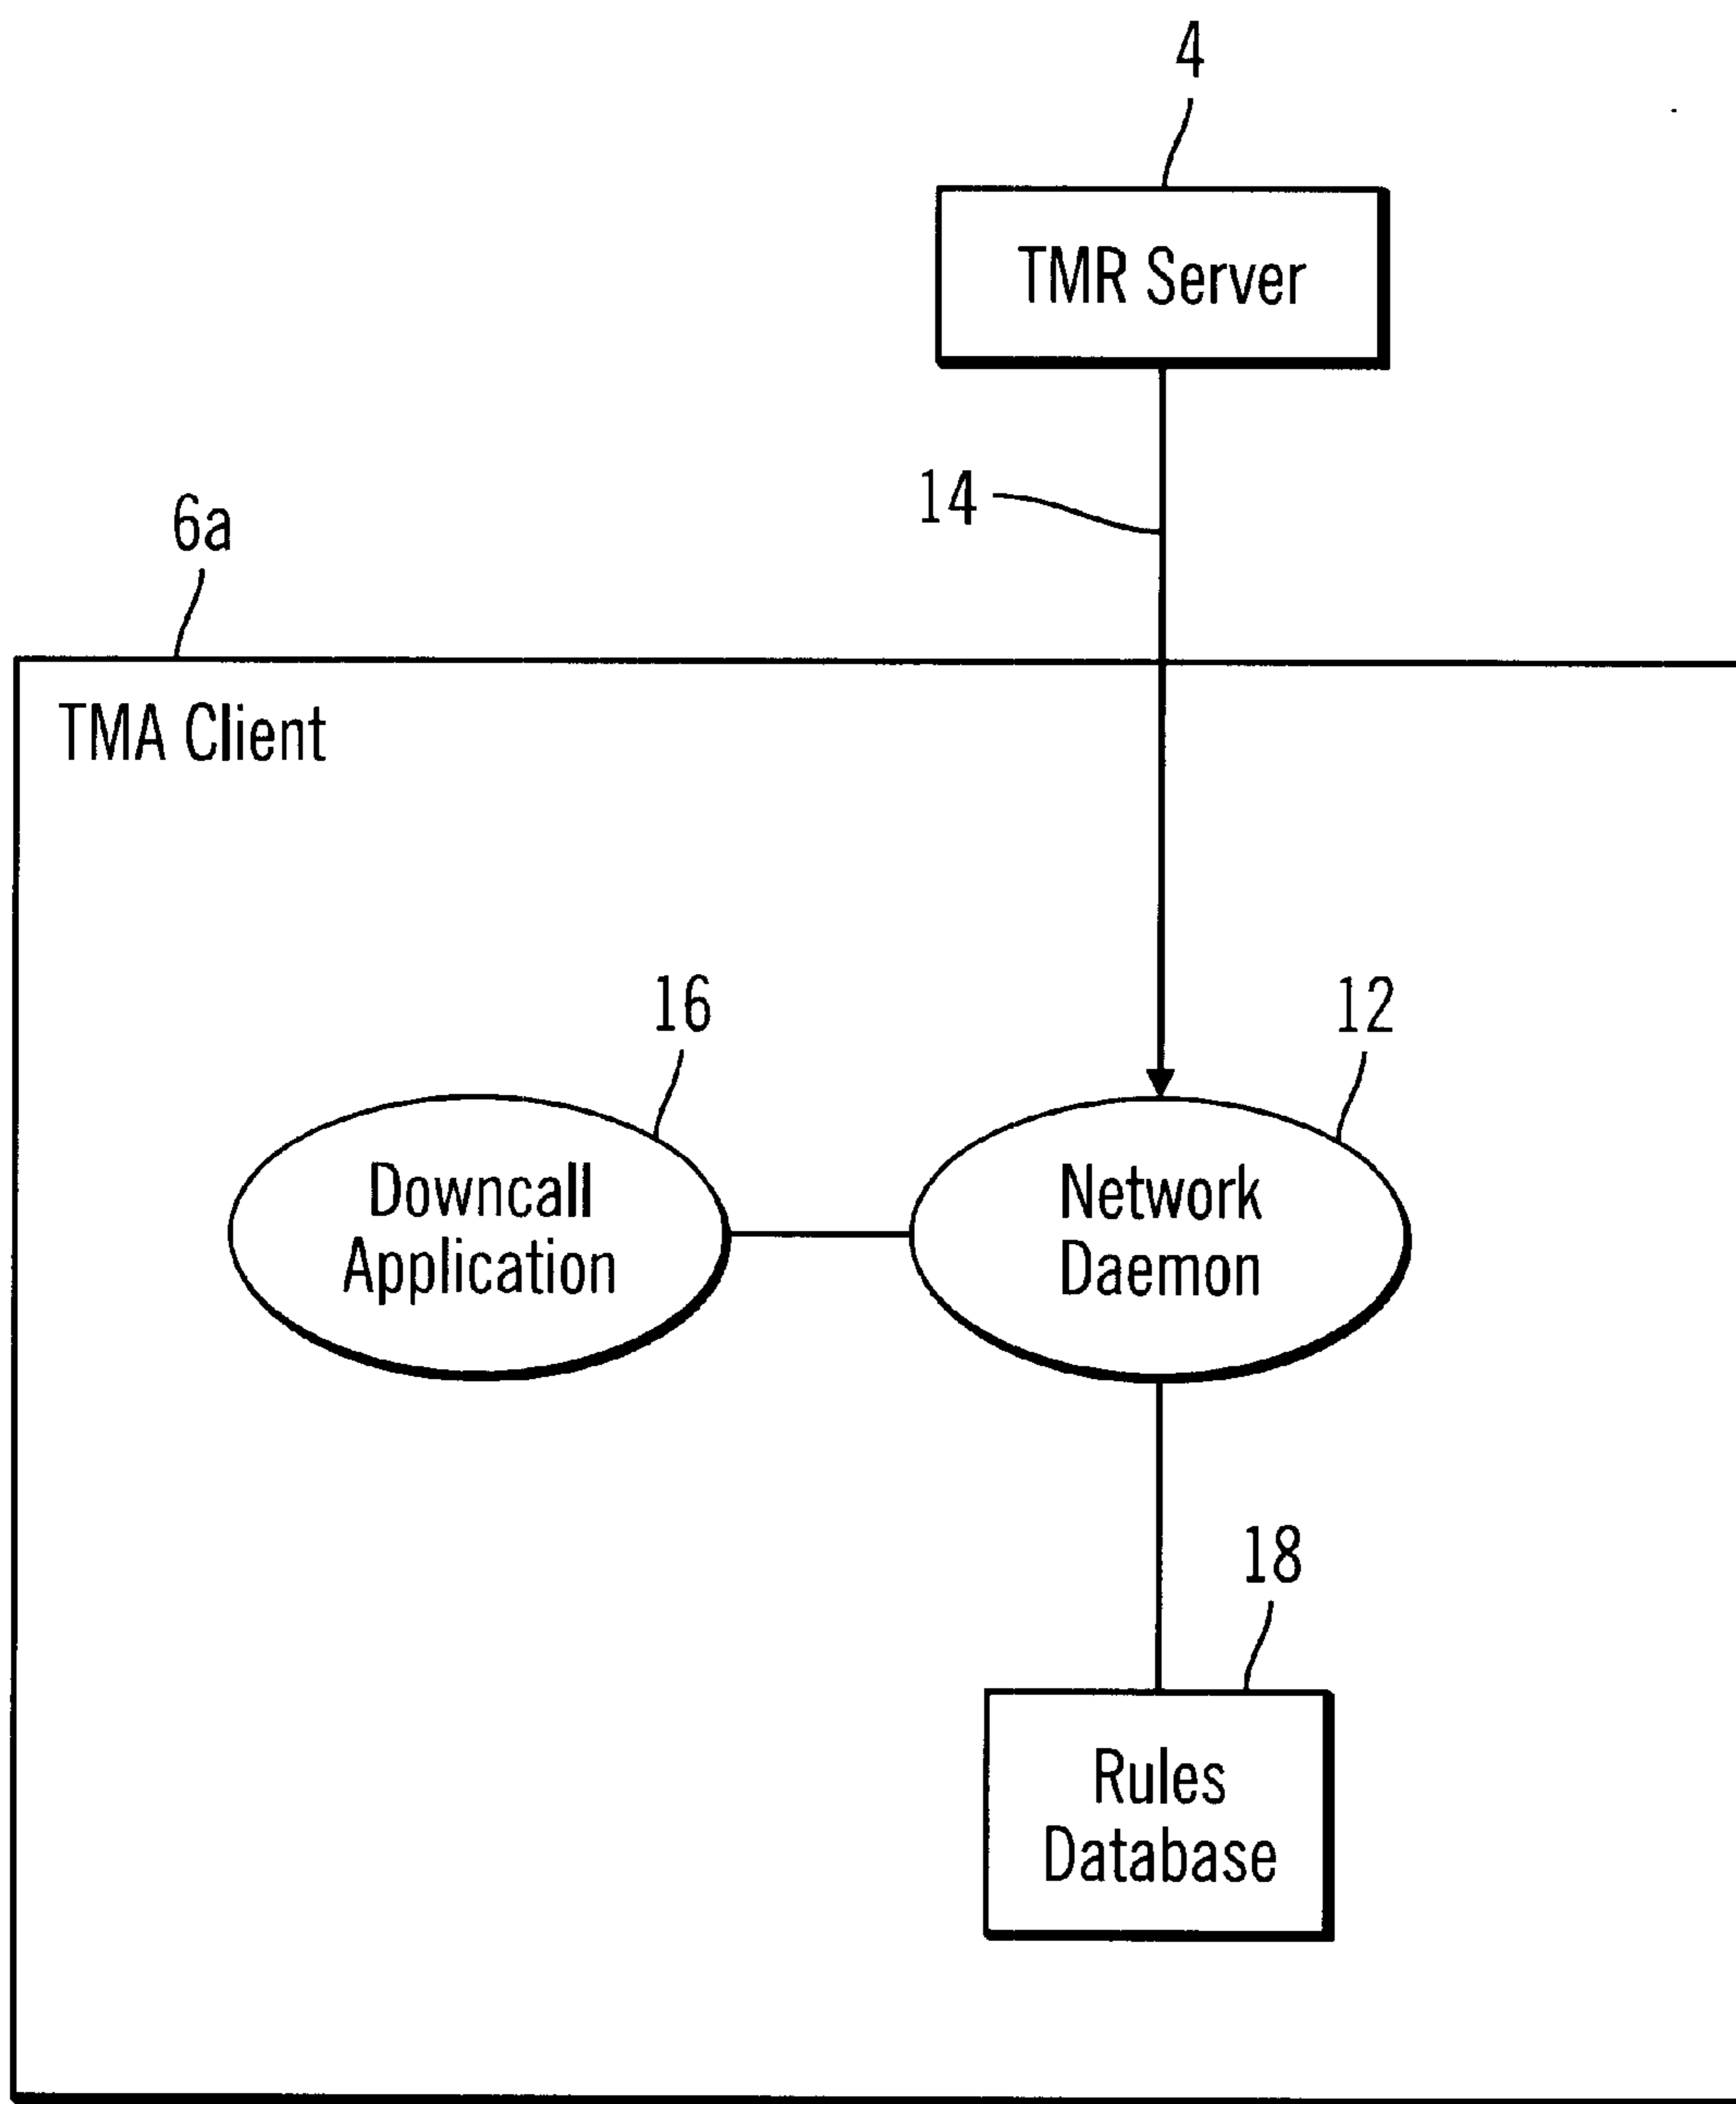 4
TMR Server
14
6a
TMA Client
16
12
Downcall
Application
Network
Daemon
18
Rules
Database